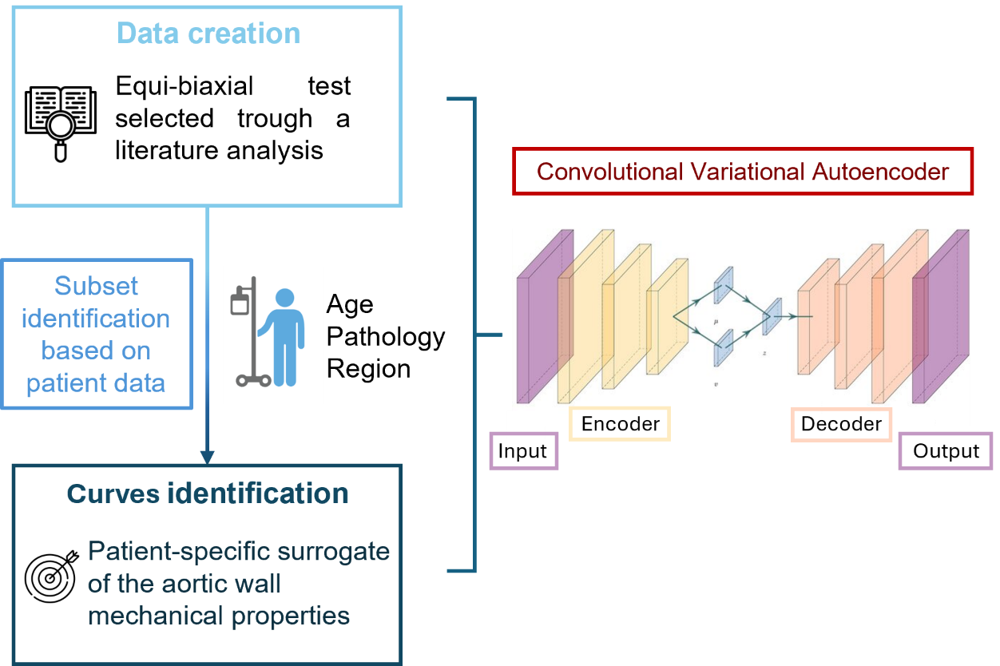 Data creation
Equi-biaxial test
selected trough a
literature analysis
Subset
identification
based on
patient data
Age
Pathology
Region
Curves identification
Patient-specific surrogate
of the aortic wall
mechanical properties
Convolutional Variational Autoencoder
μ
z
v
Encoder
Decoder
Input
Output